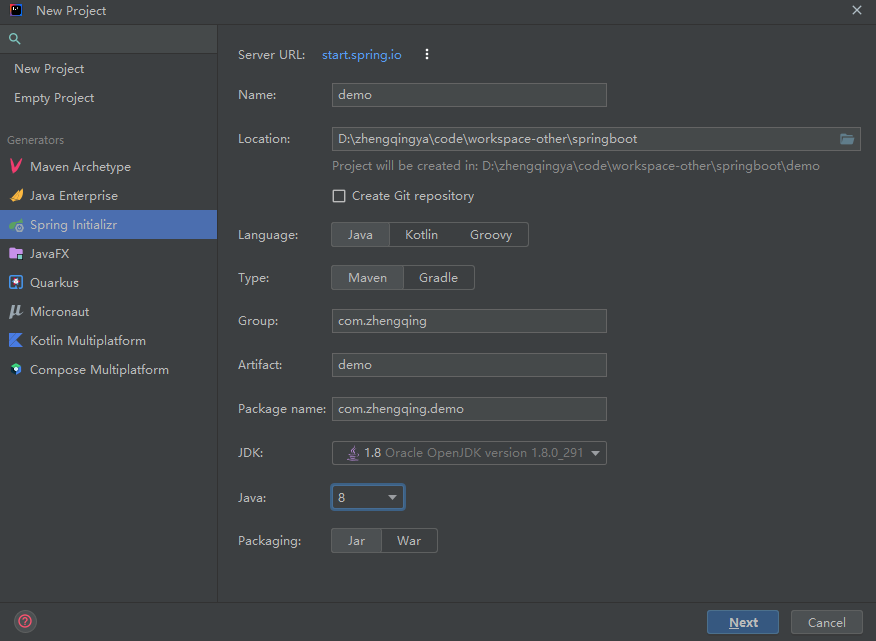 New Project
New Project
Empty Project
Generators
Maven Archetype
Java Enterprise
Spring Initializr
JavaFX
Quarkus
Micronaut
Kotlin Multiplatform
Compose Multiplatform
Server URL: start.spring.io
Name: demo
Location: D:\zhengqingya\code\workspace-other\springboot
Project will be created in: D:\zhengqingya\code\workspace-other\springboot\demo
Create Git repository
Language: Java Kotlin Groovy
Type: Maven Gradle
Group: com.zhengqing
Artifact: demo
Package name: com.zhengqing.demo
JDK: 1.8 Oracle OpenJDK version 1.8.0_291
Java: 8
Packaging: Jar War
? Next Cancel